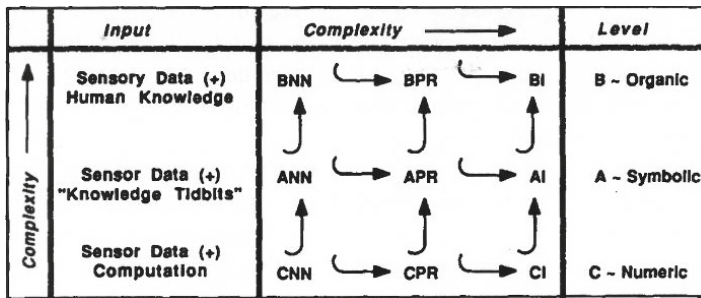 Input Complexity Level
Complexity
Sensory Data (+)
Human Knowledge
BNN BPR BI B ~ Organic
Sensor Data (+)
"Knowledge Tidbits"
ANN APR AI A ~ Symbolic
Sensor Data (+)
Computation
CNN CPR CI C ~ Numeric